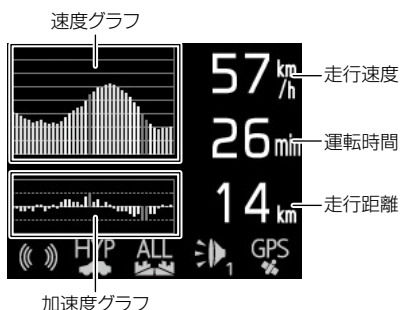 速度グラフ
57 km/h
走行速度
26 min
運転時間
14 km
走行距離
HYP
ALL
1
GPS
加速度グラフ